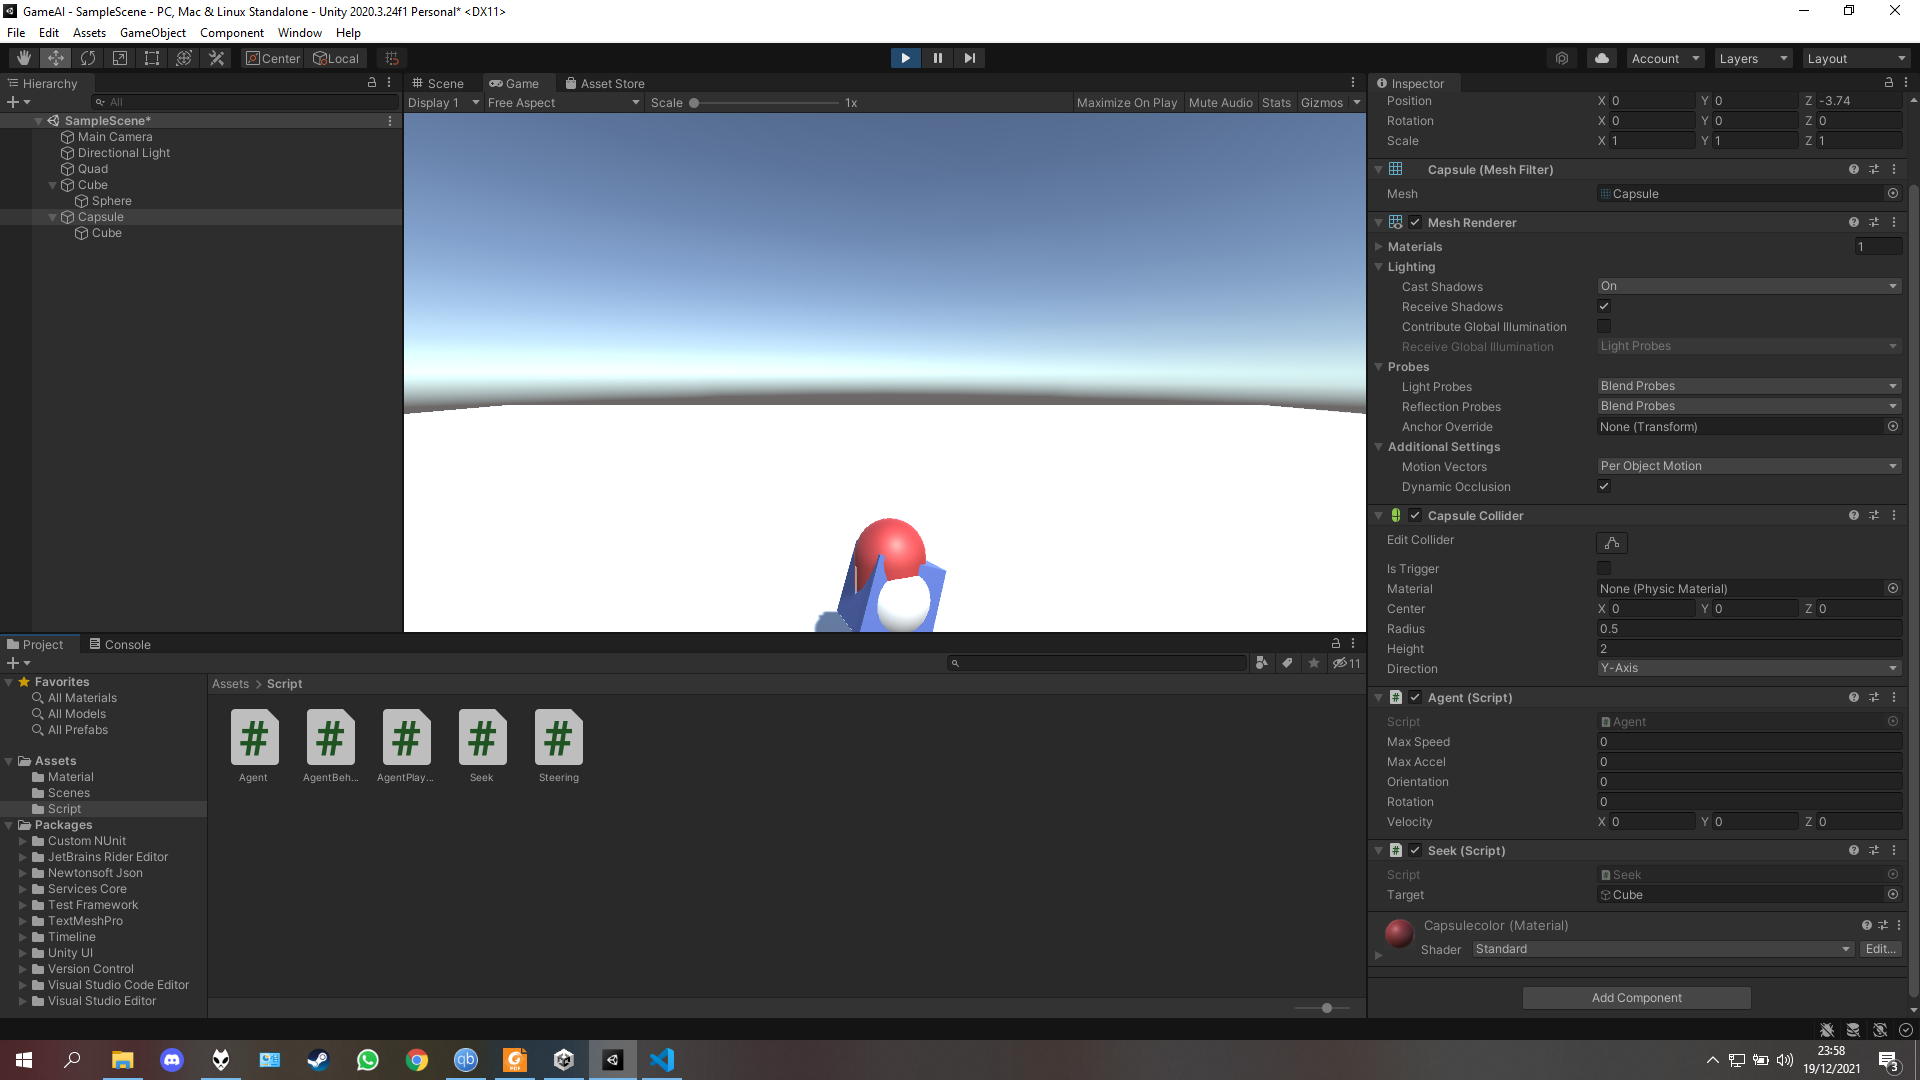 GameAI - SampleScene - PC, Mac & Linux Standalone - Unity 2020.3.24f1 Personal* <DX11>
File Edit Assets GameObject Component Window Help
Center Local Account Layers Layout
Hierarchy
All
SampleScene*
Main Camera
Directional Light
Quad
Cube
Sphere
Capsule
Cube
Scene Game Asset Store
Display 1 Free Aspect Scale 1x Maximize On Play Mute Audio Stats Gizmos
Project Console
11
Favorites
All Materials
All Models
All Prefabs
Assets
Material
Scenes
Script
Packages
Custom NUnit
JetBrains Rider Editor
Newtonsoft Json
Services Core
Test Framework
TextMeshPro
Timeline
Unity UI
Version Control
Visual Studio Code Editor
Visual Studio Editor
Assets > Script
# # # # #
Agent AgentBeh... AgentPlay... Seek Steering
Inspector
Position X 0 Y 0 Z -3.74
Rotation X 0 Y 0 Z 0
Scale X 1 Y 1 Z 1
Capsule (Mesh Filter)
Mesh Capsule
Mesh Renderer
Materials 1
Lighting
Cast Shadows On
Receive Shadows
Contribute Global Illumination
Receive Global Illumination Light Probes
Probes
Light Probes Blend Probes
Reflection Probes Blend Probes
Anchor Override None (Transform)
Additional Settings
Motion Vectors Per Object Motion
Dynamic Occlusion
Capsule Collider
Edit Collider
Is Trigger
Material None (Physic Material)
Center X 0 Y 0 Z 0
Radius 0.5
Height 2
Direction Y-Axis
# Agent (Script)
Script Agent
Max Speed 0
Max Accel 0
Orientation 0
Rotation 0
Velocity X 0 Y 0 Z 0
# Seek (Script)
Script Seek
Target Cube
Capsulecolor (Material)
Shader Standard Edit...
Add Component
qb G PDF
23:58
19/12/2021
3